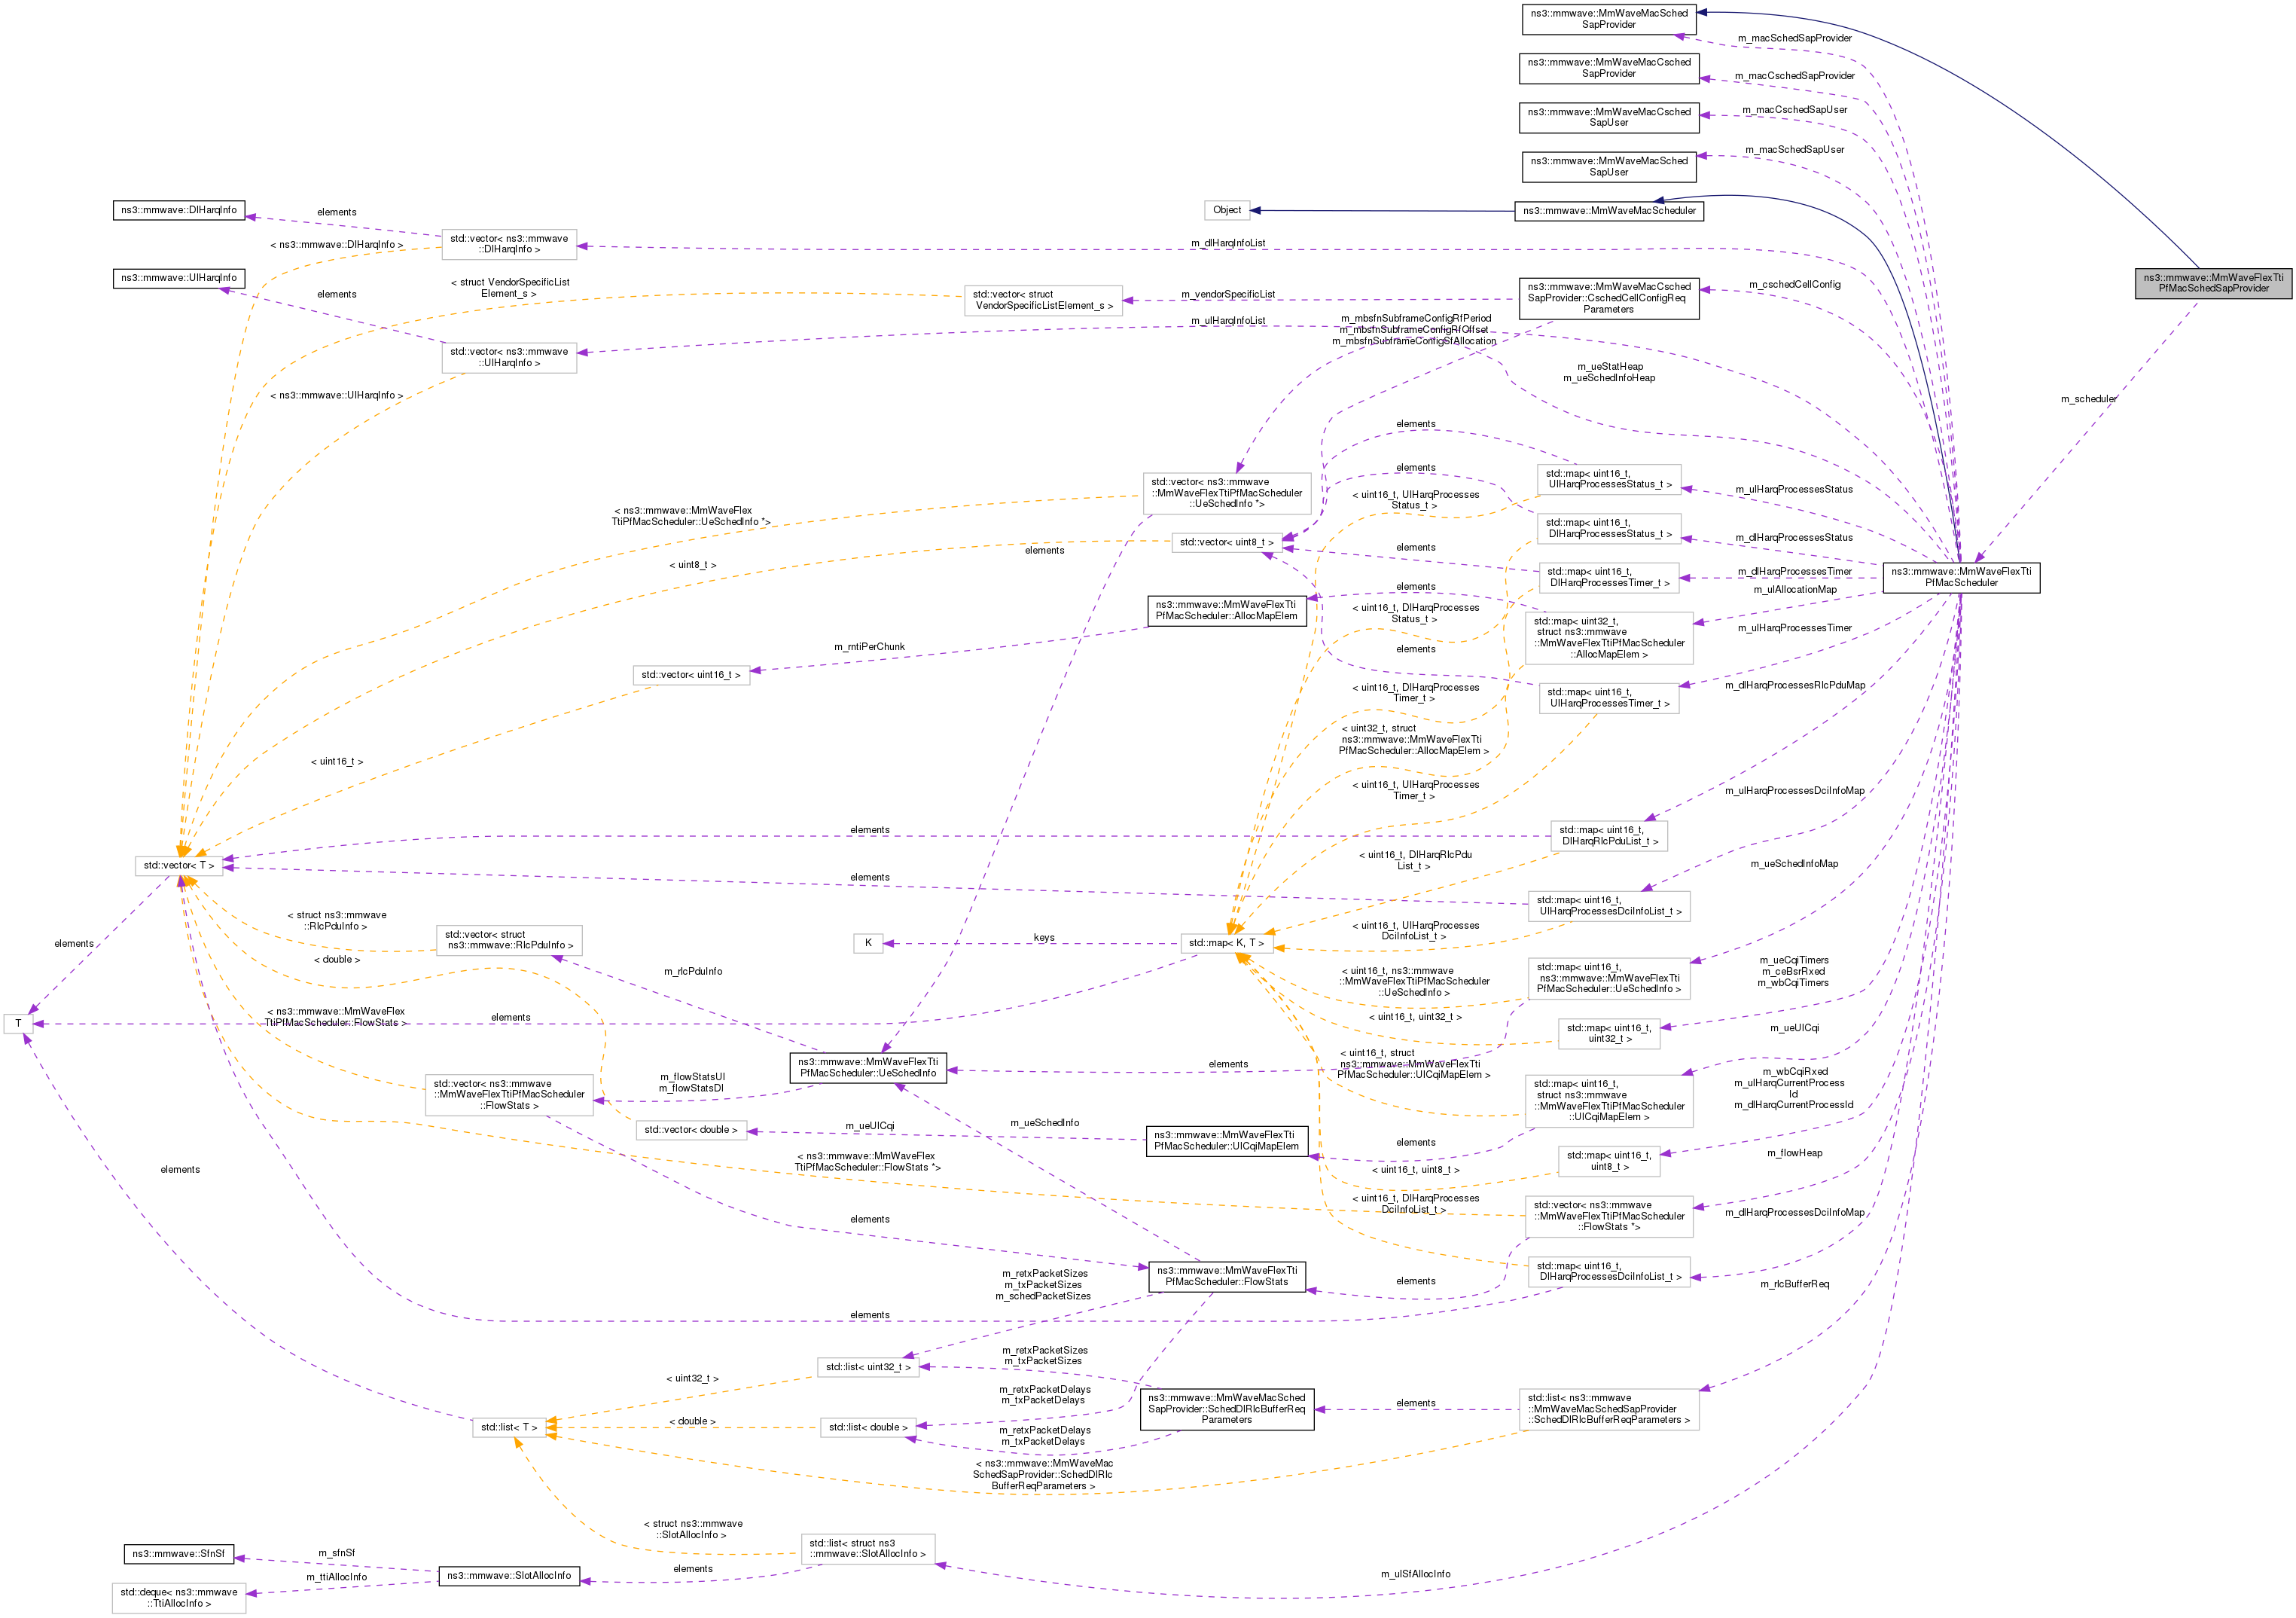 ns3::mmwave::MmWaveMacSched
SapProvider
m_macSchedSapProvider
ns3::mmwave::MmWaveMacCsched
SapProvider
m_macCschedSapProvider
ns3::mmwave::MmWaveMacCsched
SapUser
m_macCschedSapUser
ns3::mmwave::MmWaveMacSched
SapUser
m_macSchedSapUser
Object
ns3::mmwave::MmWaveMacScheduler
ns3::mmwave::DlHarqInfo
elements
std::vector< ns3::mmwave
::DlHarqInfo >
< ns3::mmwave::DlHarqInfo >
m_dlHarqInfoList
ns3::mmwave::UlHarqInfo
elements
< struct VendorSpecificList
Element_s >
std::vector< struct
VendorSpecificListElement_s >
m_vendorSpecificList
ns3::mmwave::MmWaveMacCsched
SapProvider::CschedCellConfigReq
Parameters
m_cschedCellConfig
ns3::mmwave::MmWaveFlexTti
PfMacSchedSapProvider
m_ulHarqInfoList
m_mbsfnSubframeConfigRfPeriod
m_mbsfnSubframeConfigRfOffset
m_mbsfnSubframeConfigSfAllocation
std::vector< ns3::mmwave
::UlHarqInfo >
< ns3::mmwave::UlHarqInfo >
m_ueStatHeap
m_ueSchedInfoHeap
m_scheduler
elements
std::vector< ns3::mmwave
::MmWaveFlexTtiPfMacScheduler
::UeSchedInfo *>
< ns3::mmwave::MmWaveFlex
TtiPfMacScheduler::UeSchedInfo *>
elements
< uint16_t, UlHarqProcesses
Status_t >
std::map< uint16_t,
UlHarqProcessesStatus_t >
m_ulHarqProcessesStatus
std::vector< uint8_t >
elements
< uint8_t >
elements
std::map< uint16_t,
DlHarqProcessesStatus_t >
m_dlHarqProcessesStatus
std::map< uint16_t,
DlHarqProcessesTimer_t >
m_dlHarqProcessesTimer
ns3::mmwave::MmWaveFlexTti
PfMacScheduler
ns3::mmwave::MmWaveFlexTti
PfMacScheduler::AllocMapElem
elements
< uint16_t, DlHarqProcesses
Status_t >
std::map< uint32_t,
struct ns3::mmwave
::MmWaveFlexTtiPfMacScheduler
::AllocMapElem >
m_ulAllocationMap
m_rntiPerChunk
elements
m_ulHarqProcessesTimer
std::vector< uint16_t >
< uint16_t, DlHarqProcesses
Timer_t >
std::map< uint16_t,
UlHarqProcessesTimer_t >
m_dlHarqProcessesRlcPduMap
< uint32_t, struct
ns3::mmwave::MmWaveFlexTti
PfMacScheduler::AllocMapElem >
< uint16_t >
< uint16_t, UlHarqProcesses
Timer_t >
m_ulHarqProcessesDciInfoMap
elements
std::map< uint16_t,
DlHarqRlcPduList_t >
std::vector< T >
< uint16_t, DlHarqRlcPdu
List_t >
m_ueSchedInfoMap
elements
std::map< uint16_t,
UlHarqProcessesDciInfoList_t >
< struct ns3::mmwave
::RlcPduInfo >
std::vector< struct
ns3::mmwave::RlcPduInfo >
elements
K
keys
std::map< K, T >
< uint16_t, UlHarqProcesses
DciInfoList_t >
< double >
m_rlcPduInfo
< uint16_t, ns3::mmwave
::MmWaveFlexTtiPfMacScheduler
::UeSchedInfo >
std::map< uint16_t,
ns3::mmwave::MmWaveFlexTti
PfMacScheduler::UeSchedInfo >
m_ueCqiTimers
m_ceBsrRxed
m_wbCqiTimers
T
< ns3::mmwave::MmWaveFlex
TtiPfMacScheduler::FlowStats >
elements
< uint16_t, uint32_t >
std::map< uint16_t,
uint32_t >
m_ueUlCqi
ns3::mmwave::MmWaveFlexTti
PfMacScheduler::UeSchedInfo
elements
< uint16_t, struct
ns3::mmwave::MmWaveFlexTti
PfMacScheduler::UlCqiMapElem >
m_wbCqiRxed
m_ulHarqCurrentProcess
Id
m_dlHarqCurrentProcessId
std::vector< ns3::mmwave
::MmWaveFlexTtiPfMacScheduler
::FlowStats >
m_flowStatsUl
m_flowStatsDl
std::map< uint16_t,
struct ns3::mmwave
::MmWaveFlexTtiPfMacScheduler
::UlCqiMapElem >
std::vector< double >
m_ueUlCqi
m_ueSchedInfo
ns3::mmwave::MmWaveFlexTti
PfMacScheduler::UlCqiMapElem
elements
elements
< ns3::mmwave::MmWaveFlex
TtiPfMacScheduler::FlowStats *>
< uint16_t, uint8_t >
std::map< uint16_t,
uint8_t >
m_flowHeap
< uint16_t, DlHarqProcesses
DciInfoList_t >
std::vector< ns3::mmwave
::MmWaveFlexTtiPfMacScheduler
::FlowStats *>
m_dlHarqProcessesDciInfoMap
elements
m_retxPacketSizes
m_txPacketSizes
m_schedPacketSizes
ns3::mmwave::MmWaveFlexTti
PfMacScheduler::FlowStats
elements
std::map< uint16_t,
DlHarqProcessesDciInfoList_t >
m_rlcBufferReq
elements
std::list< uint32_t >
m_retxPacketSizes
m_txPacketSizes
< uint32_t >
m_retxPacketDelays
m_txPacketDelays
ns3::mmwave::MmWaveMacSched
SapProvider::SchedDlRlcBufferReq
Parameters
elements
std::list< ns3::mmwave
::MmWaveMacSchedSapProvider
::SchedDlRlcBufferReqParameters >
std::list< T >
< double >
std::list< double >
m_retxPacketDelays
m_txPacketDelays
< ns3::mmwave::MmWaveMac
SchedSapProvider::SchedDlRlc
BufferReqParameters >
< struct ns3::mmwave
::SlotAllocInfo >
std::list< struct ns3
::mmwave::SlotAllocInfo >
ns3::mmwave::SfnSf
m_sfnSf
ns3::mmwave::SlotAllocInfo
elements
m_ulSfAllocInfo
std::deque< ns3::mmwave
::TtiAllocInfo >
m_ttiAllocInfo